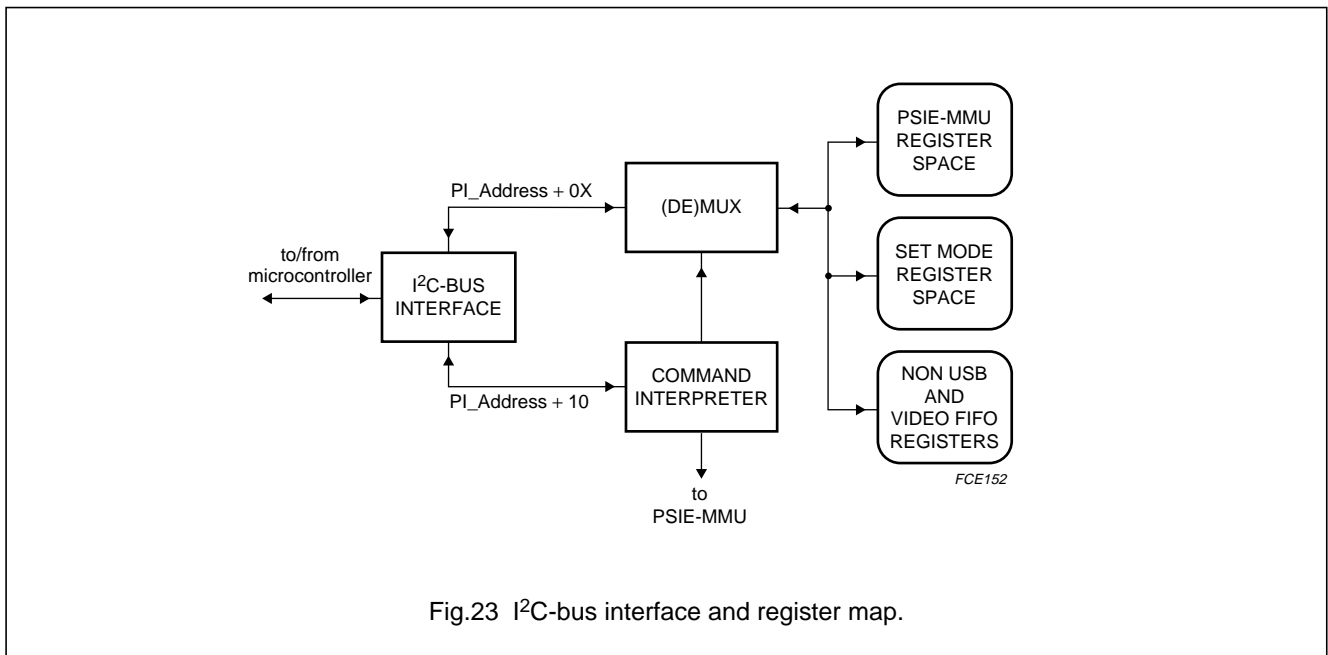 PSIE-MMU
REGISTER
SPACE
PI_Address + 0X
(DE)MUX
to/from
microcontroller
I²C-BUS
INTERFACE
SET MODE
REGISTER
SPACE
PI_Address + 10
COMMAND
INTERPRETER
NON USB
AND
VIDEO FIFO
REGISTERS
to
PSIE-MMU
FCE152
Fig.23 I²C-bus interface and register map.